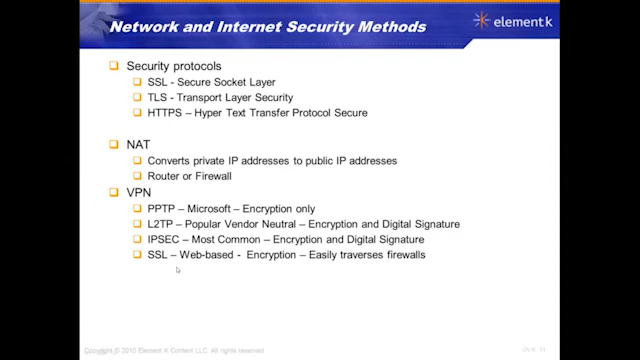 Network and Internet Security Methods
element k
Security protocols
SSL - Secure Socket Layer
TLS - Transport Layer Security
HTTPS – Hyper Text Transfer Protocol Secure
NAT
Converts private IP addresses to public IP addresses
Router or Firewall
VPN
PPTP – Microsoft – Encryption only
L2TP – Popular Vendor Neutral – Encryption and Digital Signature
IPSEC – Most Common – Encryption and Digital Signature
SSL – Web-based - Encryption – Easily traverses firewalls
Copyright © 2010 Element K Content LLC. All rights reserved